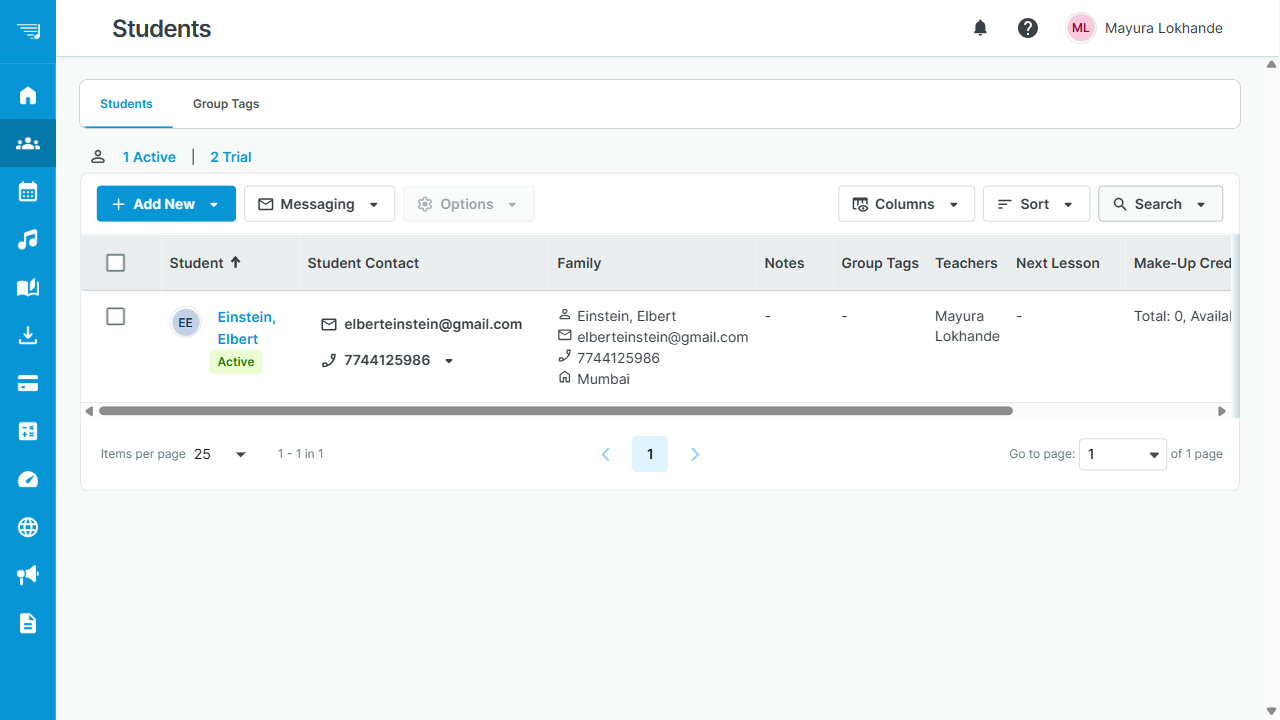 Students
ML Mayura Lokhande
Students Group Tags
1 Active | 2 Trial
Add New Messaging Options Columns Sort Search
Student Student Contact Family Notes Group Tags Teachers Next Lesson Make-Up Cred
EE
Einstein,
Elbert
Active
elberteinstein@gmail.com
7744125986
Einstein, Elbert
elberteinstein@gmail.com
7744125986
Mumbai
-
-
Mayura
Lokhande
-
Total: 0, Availal
Items per page 25 1 - 1 in 1 1 Go to page: 1 of 1 page